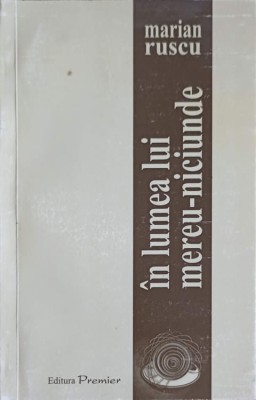 marian
ruscu
în lumea lui
mereu-niciunde
Editura Premier